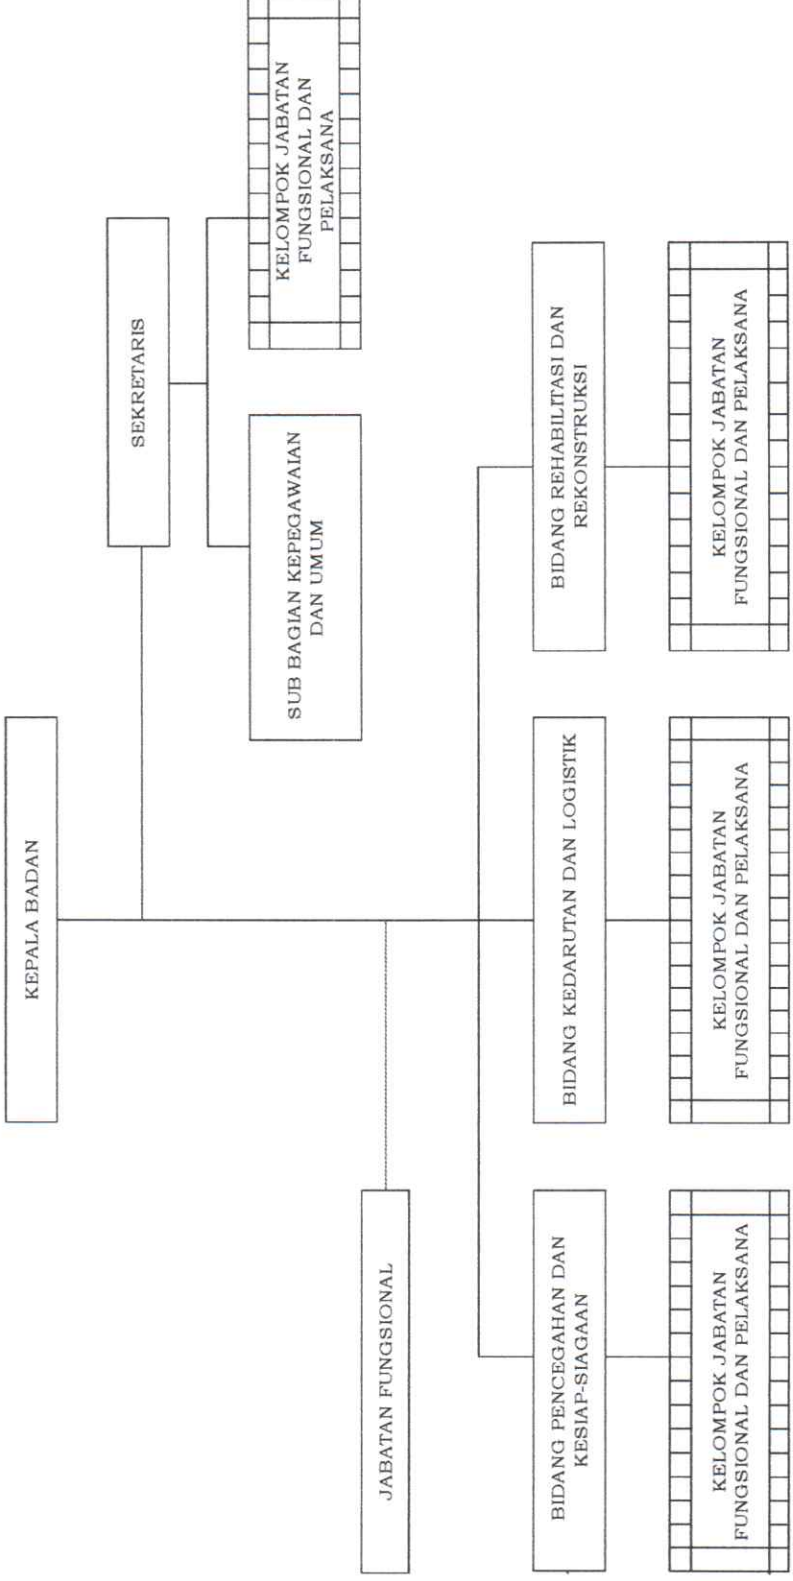 KEPALA BADAN
SEKRETARIS
SUB BAGIAN KEPEGAWAIAN
DAN UMUM
KELOMPOK JABATAN
FUNGSIONAL DAN
PELAKSANA
JABATAN FUNGSIONAL
BIDANG PENCEGAHAN DAN
KESIAP-SIAGAAN
BIDANG KEDARUTAN DAN LOGISTIK
BIDANG REHABILITASI DAN
REKONSTRUKSI
KELOMPOK JABATAN
FUNGSIONAL DAN PELAKSANA
KELOMPOK JABATAN
FUNGSIONAL DAN PELAKSANA
KELOMPOK JABATAN
FUNGSIONAL DAN PELAKSANA